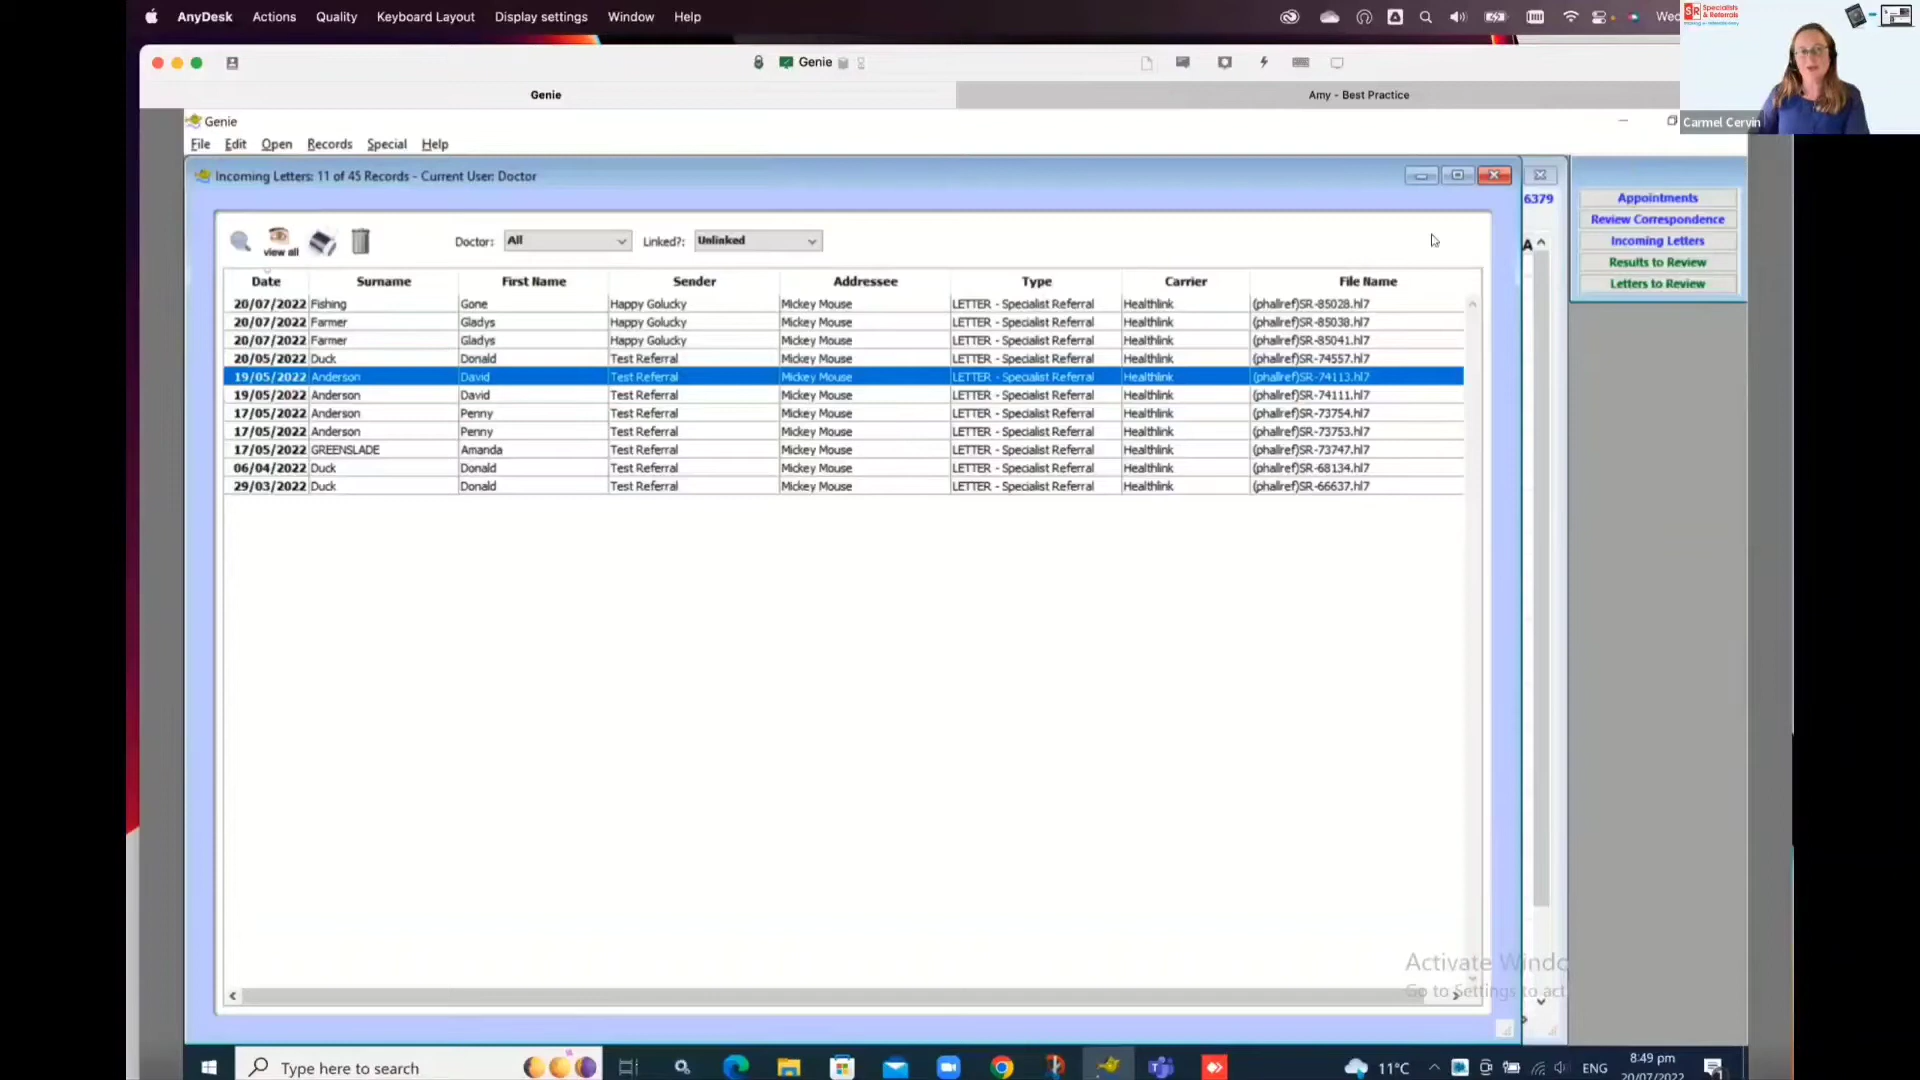 AnyDesk Actions Quality Keyboard Layout Display settings Window Help
Wed
Specialists
& Referrals
Carmel Cervin
Genie
Genie
Amy - Best Practice
Genie
File Edit Open Records Special Help
Incoming Letters: 11 of 45 Records - Current User: Doctor
6379
Appointments
Review Correspondence
Incoming Letters
Results to Review
Letters to Review
view all
Doctor: All Linked?: Unlinked
A
Date Surname First Name Sender Addressee Type Carrier File Name
20/07/2022 Fishing Gone Happy Golucky Mickey Mouse LETTER - Specialist Referral Healthlink (phallref)SR-85028.hl7
20/07/2022 Farmer Gladys Happy Golucky Mickey Mouse LETTER - Specialist Referral Healthlink (phallref)SR-85038.hl7
20/07/2022 Farmer Gladys Happy Golucky Mickey Mouse LETTER - Specialist Referral Healthlink (phallref)SR-85041.hl7
20/05/2022 Duck Donald Test Referral Mickey Mouse LETTER - Specialist Referral Healthlink (phallref)SR-74557.hl7
19/05/2022 Anderson David Test Referral Mickey Mouse LETTER - Specialist Referral Healthlink (phallref)SR-74113.hl7
19/05/2022 Anderson David Test Referral Mickey Mouse LETTER - Specialist Referral Healthlink (phallref)SR-74111.hl7
17/05/2022 Anderson Penny Test Referral Mickey Mouse LETTER - Specialist Referral Healthlink (phallref)SR-73754.hl7
17/05/2022 Anderson Penny Test Referral Mickey Mouse LETTER - Specialist Referral Healthlink (phallref)SR-73753.hl7
17/05/2022 GREENSLADE Amanda Test Referral Mickey Mouse LETTER - Specialist Referral Healthlink (phallref)SR-73747.hl7
06/04/2022 Duck Donald Test Referral Mickey Mouse LETTER - Specialist Referral Healthlink (phallref)SR-68134.hl7
29/03/2022 Duck Donald Test Referral Mickey Mouse LETTER - Specialist Referral Healthlink (phallref)SR-66637.hl7
Activate Windo
Go to Settings to act
Type here to search
11°C
ENG
8:49 pm
20/07/2022